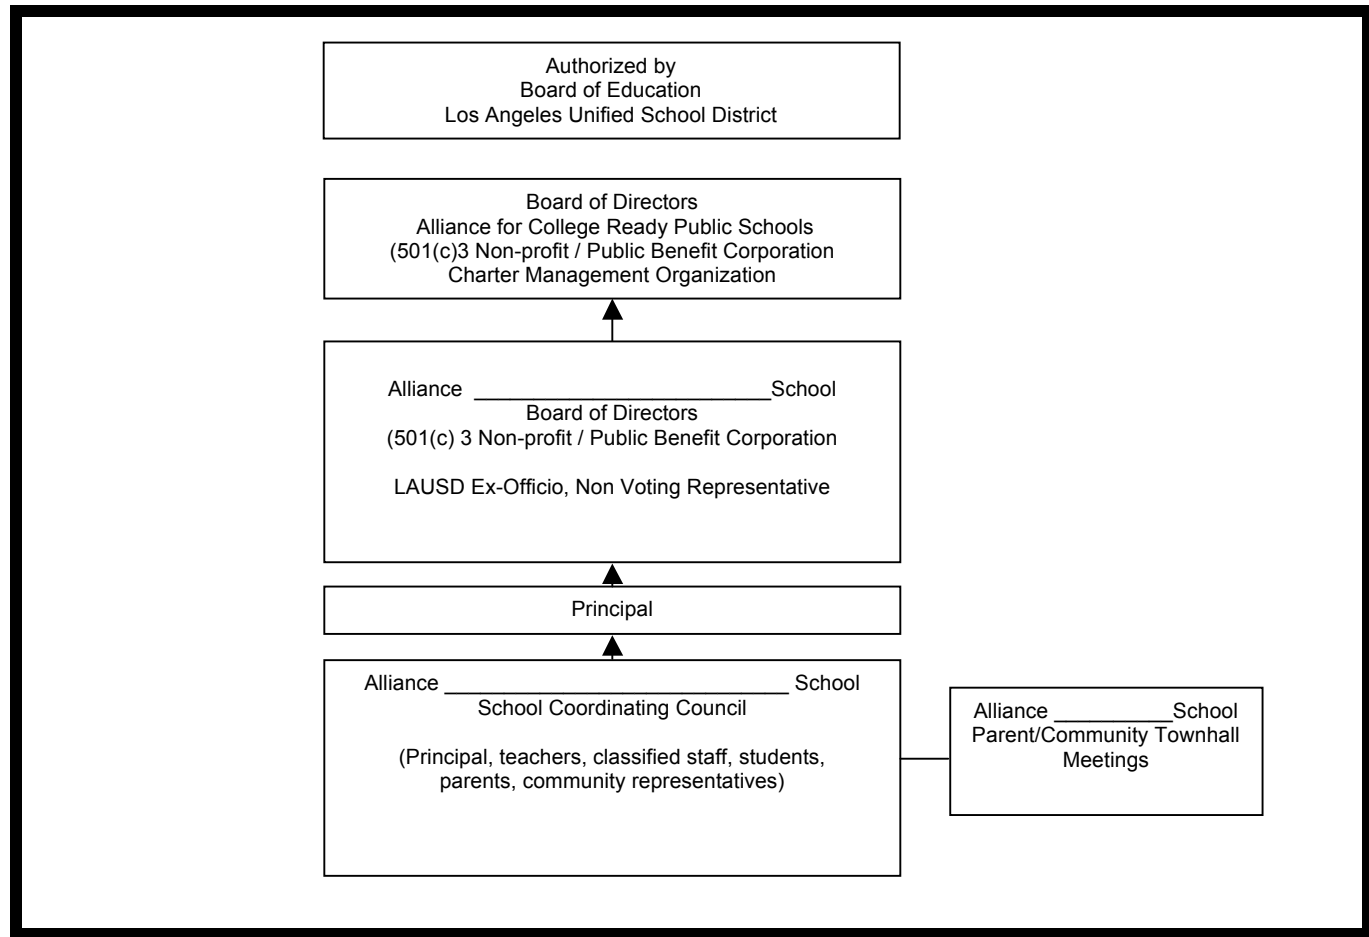 Authorized by
Board of Education
Los Angeles Unified School District
Board of Directors
Alliance for College Ready Public Schools
(501(c)3 Non-profit / Public Benefit Corporation
Charter Management Organization
Alliance _________________________School
Board of Directors
(501(c) 3 Non-profit / Public Benefit Corporation
LAUSD Ex-Officio, Non Voting Representative
Principal
Alliance _____________________________ School
School Coordinating Council
(Principal, teachers, classified staff, students,
parents, community representatives)
Alliance __________School
Parent/Community Townhall
Meetings